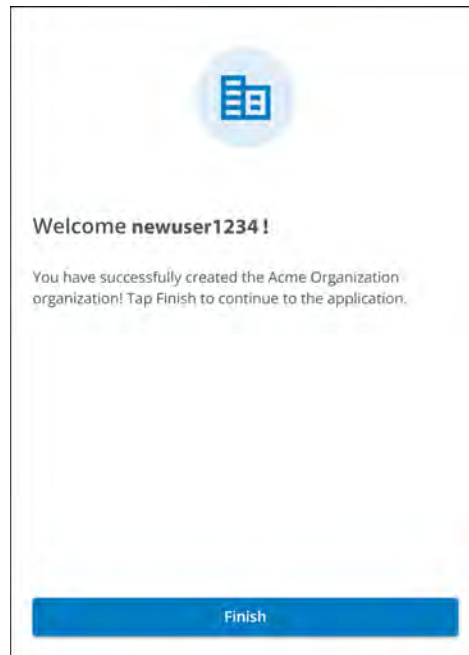 Welcome newuser1234!
You have successfully created the Acme Organization
organization! Tap Finish to continue to the application.
Finish